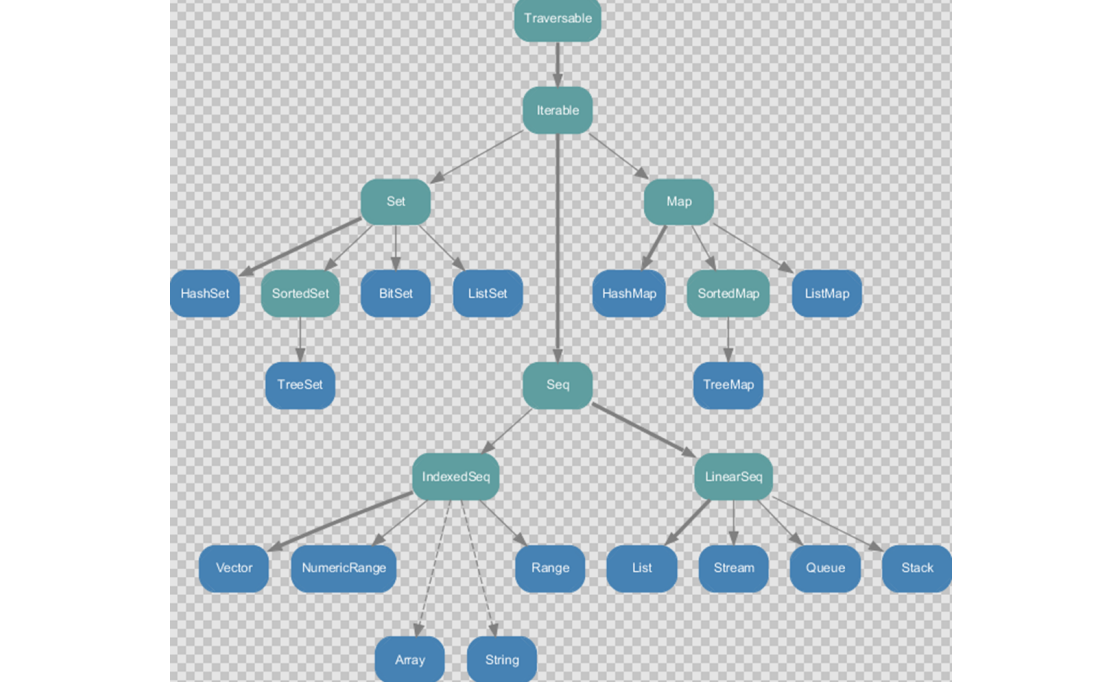 Traversable
Iterable
Set
Map
HashSet
SortedSet
BitSet
ListSet
HashMap
SortedMap
ListMap
TreeSet
Seq
TreeMap
IndexedSeq
LinearSeq
Vector
NumericRange
Range
List
Stream
Queue
Stack
Array
String